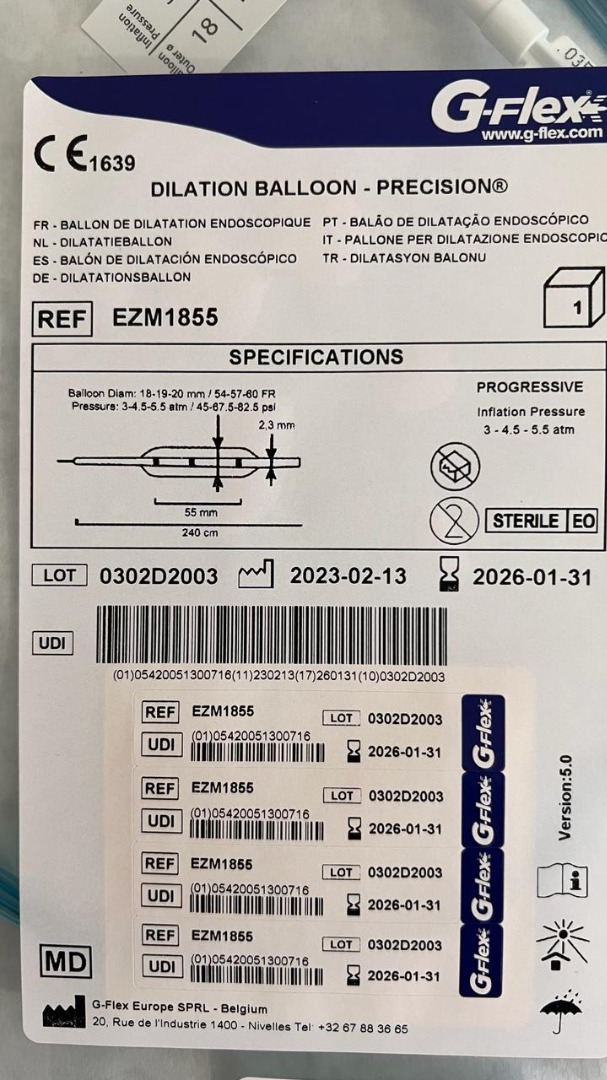 Inflation
Pressure
Outer ø
18
.035
G-Flex
www.g-flex.com
CE 1639
DILATION BALLOON - PRECISION®
FR - BALLON DE DILATATION ENDOSCOPIQUE
NL - DILATATIEBALLON
ES - BALÓN DE DILATACIÓN ENDOSCÓPICO
DE - DILATATIONSBALLON
PT - BALÃO DE DILATAÇÃO ENDOSCÓPICO
IT - PALLONE PER DILATAZIONE ENDOSCOPIC
TR - DILATASYON BALONU
1
REF EZM1855
SPECIFICATIONS
Balloon Diam: 18-19-20 mm / 54-57-60 FR
Pressure: 3-4.5-5.5 atm / 45-67.5-82.5 psi
2,3 mm
55 mm
240 cm
PROGRESSIVE
Inflation Pressure
3 - 4.5 - 5.5 atm
2
STERILE EO
LOT 0302D2003 2023-02-13 2026-01-31
UDI
(01)05420051300716(11)230213(17)260131(10)0302D2003
REF EZM1855 LOT 0302D2003
UDI (01)05420051300716 2026-01-31
G-Flex
REF EZM1855 LOT 0302D2003
UDI (01)05420051300716 2026-01-31
G-Flex
REF EZM1855 LOT 0302D2003
UDI (01)05420051300716 2026-01-31
G-Flex
REF EZM1855 LOT 0302D2003
UDI (01)05420051300716 2026-01-31
G-Flex
Version:5.0
MD
G-Flex Europe SPRL - Belgium
20, Rue de l'Industrie 1400 - Nivelles Tel: +32 67 88 36 65